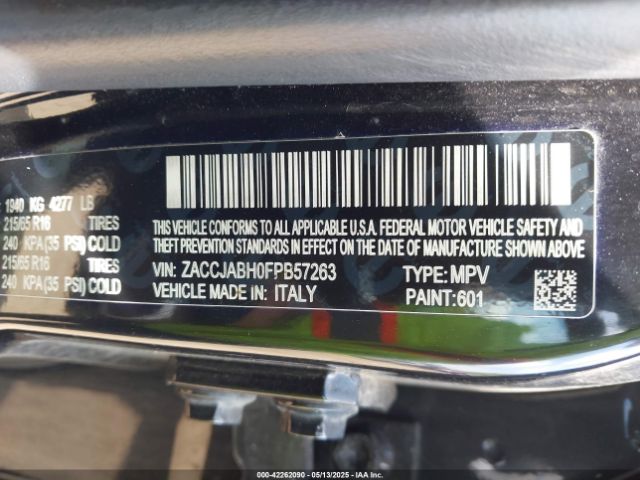 1940 KG 4277 LB
215/65 R16 TIRES
240 KPA(35 PSI) COLD
215/65 R16 TIRES
240 KPA(35 PSI) COLD
THIS VEHICLE CONFORMS TO ALL APPLICABLE U.S.A. FEDERAL MOTOR VEHICLE SAFETY AND
THEFT PREVENTION STANDARDS IN EFFECT ON THE DATE OF MANUFACTURE SHOWN ABOVE.
VIN: ZACCJABH0FPB57263 TYPE: MPV
VEHICLE MADE IN: ITALY PAINT:601
000-42262090 - 05/13/2025 - IAA Inc.